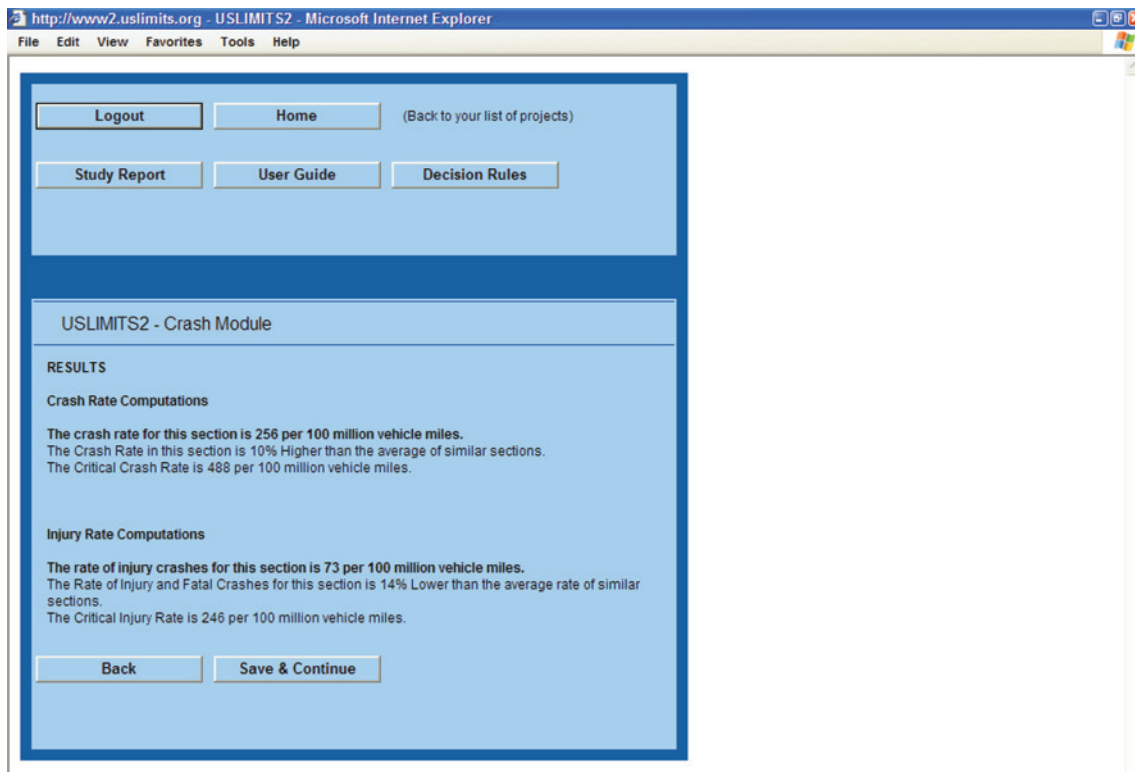 http://www2.uslimits.org - USLIMITS2 - Microsoft Internet Explorer
File Edit View Favorites Tools Help
Logout Home (Back to your list of projects)
Study Report User Guide Decision Rules
USLIMITS2 - Crash Module
RESULTS
Crash Rate Computations
The crash rate for this section is 256 per 100 million vehicle miles.
The Crash Rate in this section is 10% Higher than the average of similar sections.
The Critical Crash Rate is 488 per 100 million vehicle miles.
Injury Rate Computations
The rate of injury crashes for this section is 73 per 100 million vehicle miles.
The Rate of Injury and Fatal Crashes for this section is 14% Lower than the average rate of similar
sections.
The Critical Injury Rate is 246 per 100 million vehicle miles.
Back Save & Continue